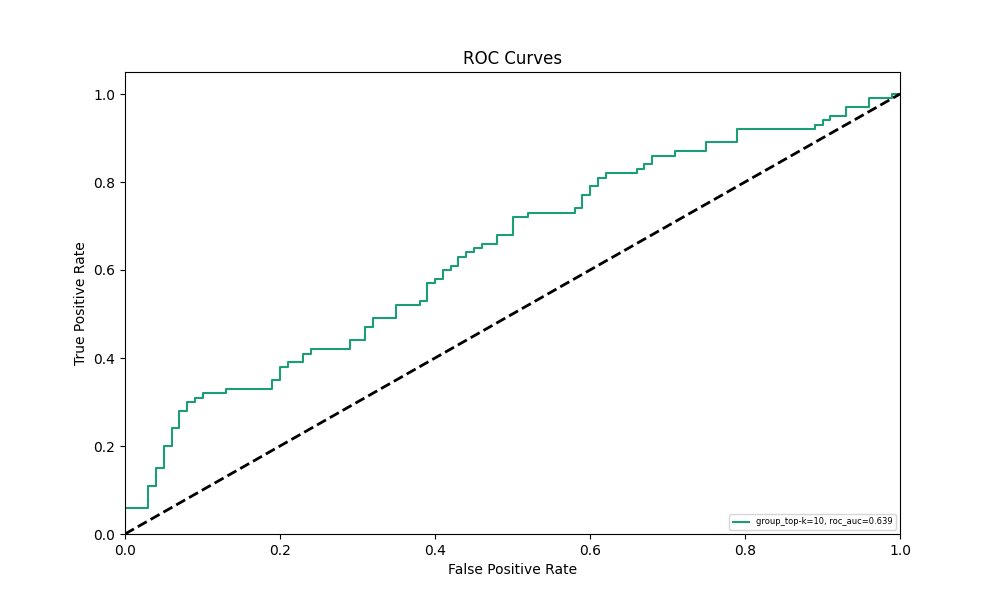 ROC Curves
True Positive Rate
1.0
0.8
0.6
0.4
0.2
0.0
group_top-k=10, roc_auc=0.639
0.0 0.2 0.4 0.6 0.8 1.0
False Positive Rate